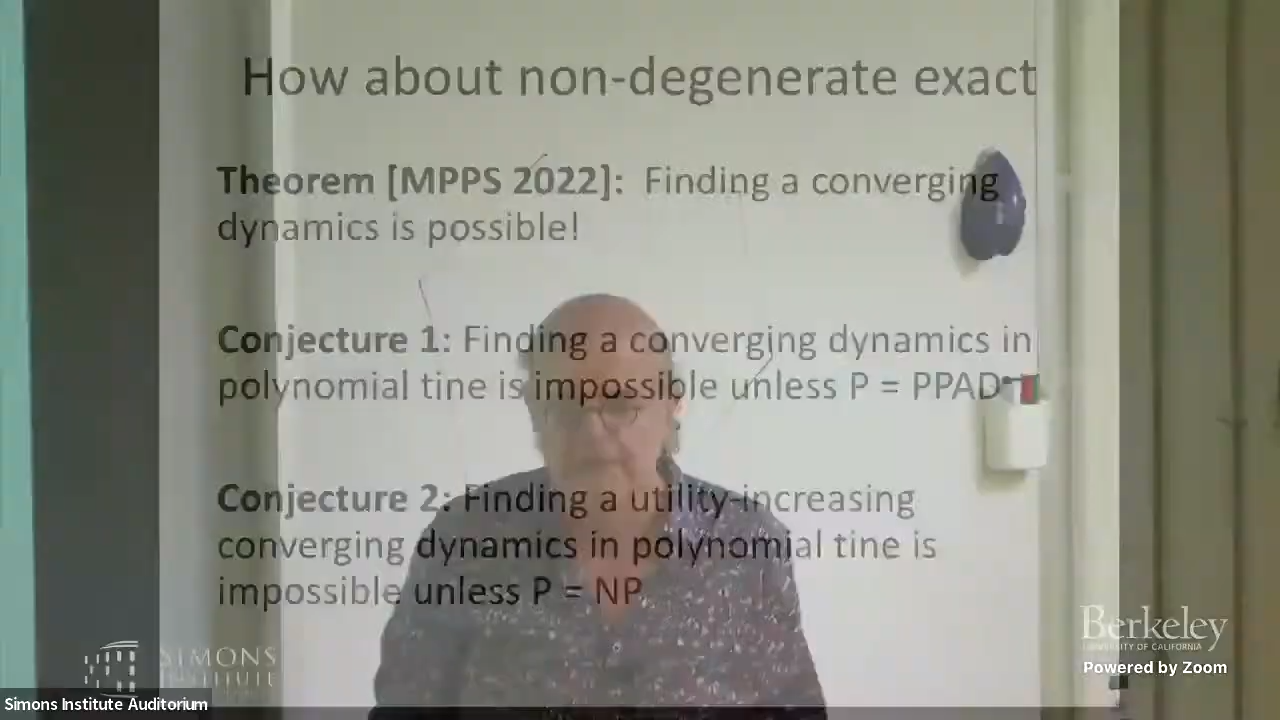 How about non-degenerate exact
Theorem [MPPS 2022]: Finding a converging
dynamics is possible!
Conjecture 1: Finding a converging dynamics in
polynomial tine is impossible unless P = PPAD
Conjecture 2: Finding a utility-increasing
converging dynamics in polynomial tine is
impossible unless P = NP
SIMONS
INSTITUTE
Berkeley
UNIVERSITY OF CALIFORNIA
Powered by Zoom
Simons Institute Auditorium